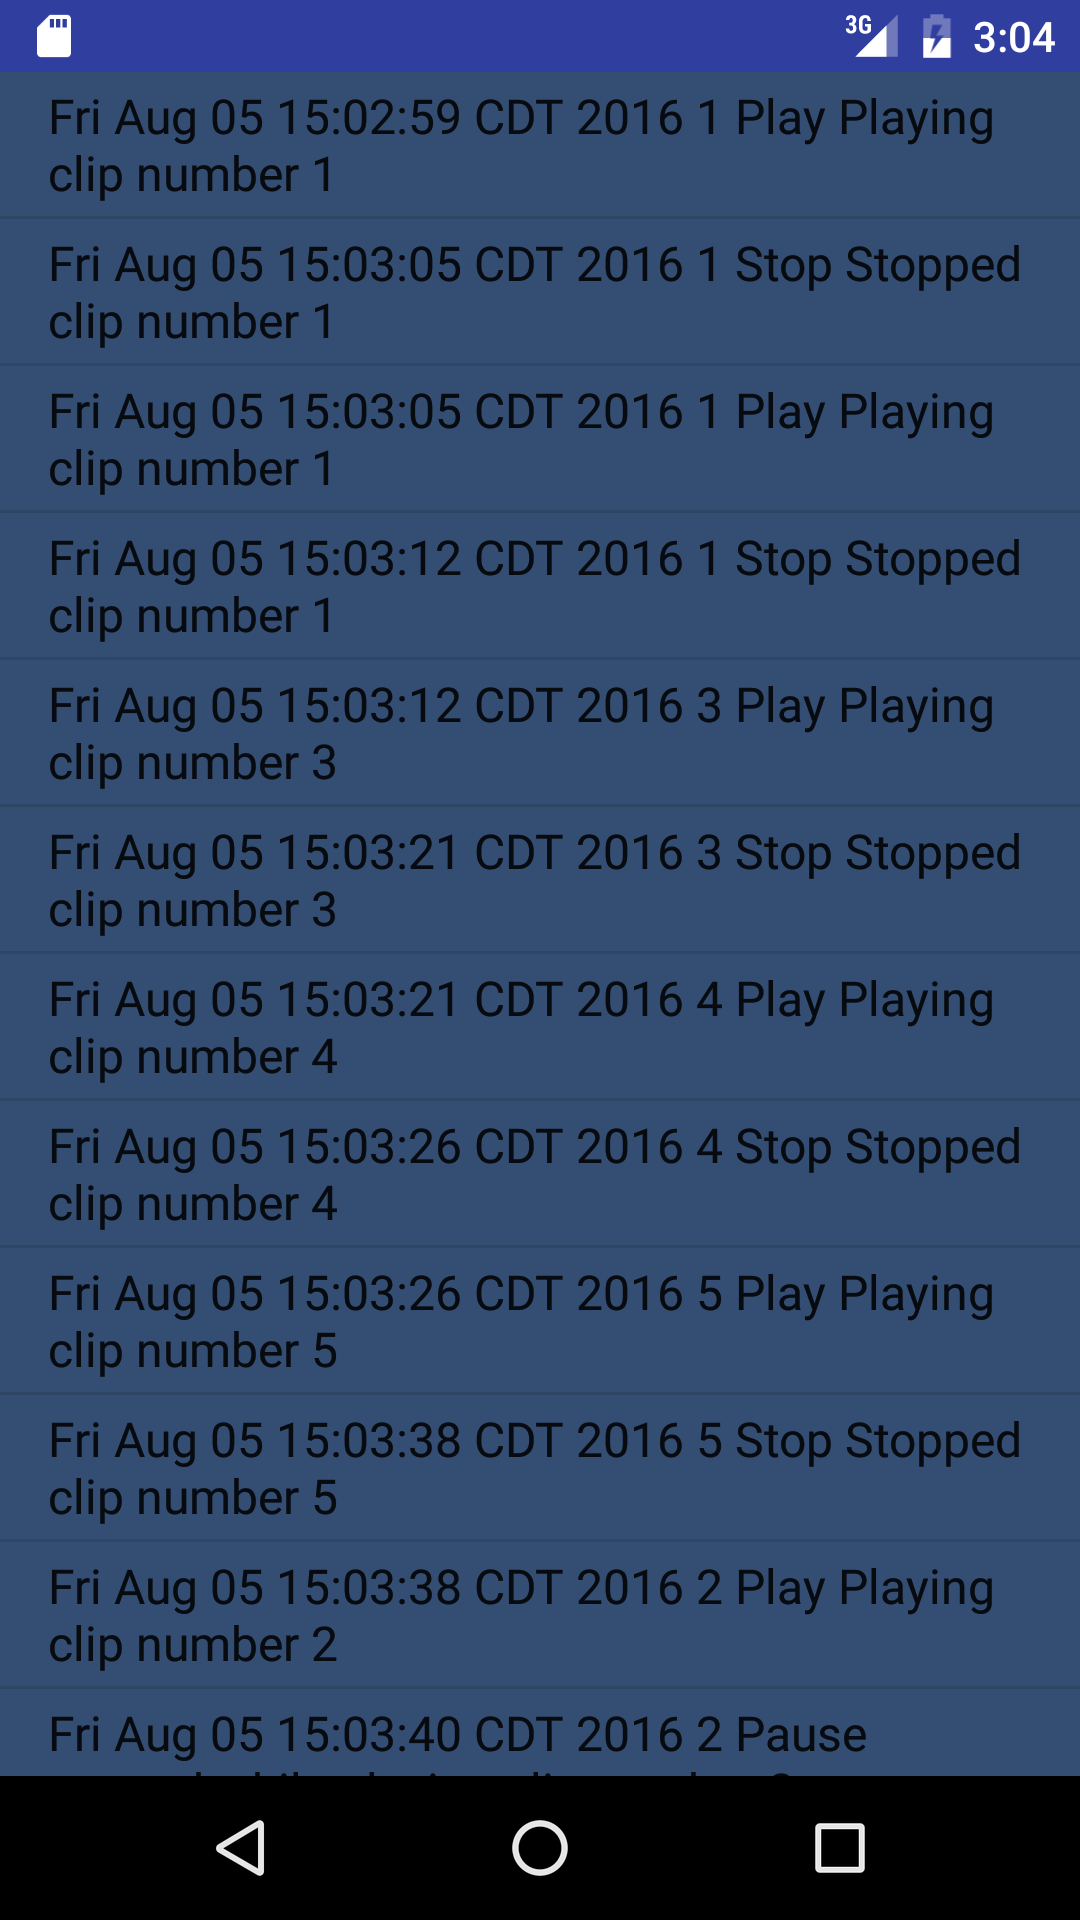 3G 3:04
Fri Aug 05 15:02:59 CDT 2016 1 Play Playing
clip number 1
Fri Aug 05 15:03:05 CDT 2016 1 Stop Stopped
clip number 1
Fri Aug 05 15:03:05 CDT 2016 1 Play Playing
clip number 1
Fri Aug 05 15:03:12 CDT 2016 1 Stop Stopped
clip number 1
Fri Aug 05 15:03:12 CDT 2016 3 Play Playing
clip number 3
Fri Aug 05 15:03:21 CDT 2016 3 Stop Stopped
clip number 3
Fri Aug 05 15:03:21 CDT 2016 4 Play Playing
clip number 4
Fri Aug 05 15:03:26 CDT 2016 4 Stop Stopped
clip number 4
Fri Aug 05 15:03:26 CDT 2016 5 Play Playing
clip number 5
Fri Aug 05 15:03:38 CDT 2016 5 Stop Stopped
clip number 5
Fri Aug 05 15:03:38 CDT 2016 2 Play Playing
clip number 2
Fri Aug 05 15:03:40 CDT 2016 2 Pause